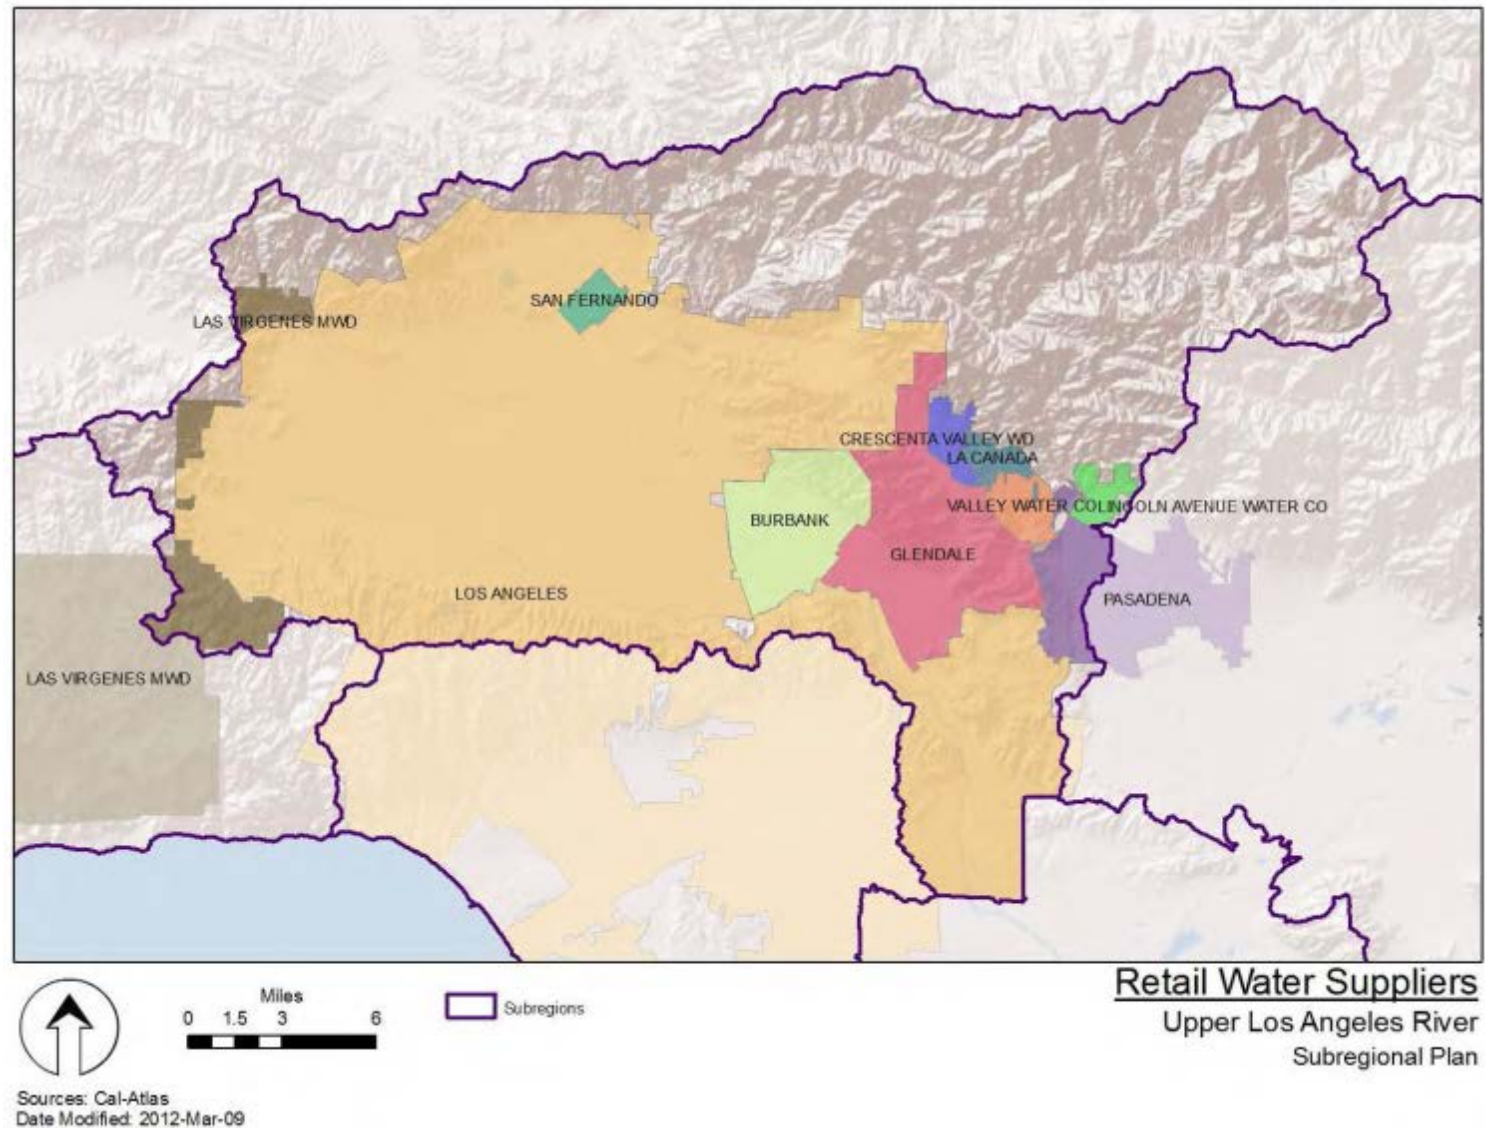 SAN FERNANDO
LAS VIRGENES MWD
CRESCENTA VALLEY WD
LA CANADA
VALLEY WATER CO
LINCOLN AVENUE WATER CO
BURBANK
GLENDALE
LOS ANGELES
PASADENA
LAS VIRGENES MWD
Miles
0 1.5 3 6
Subregions
Retail Water Suppliers
Upper Los Angeles River
Subregional Plan
Sources: Cal-Atlas
Date Modified: 2012-Mar-09